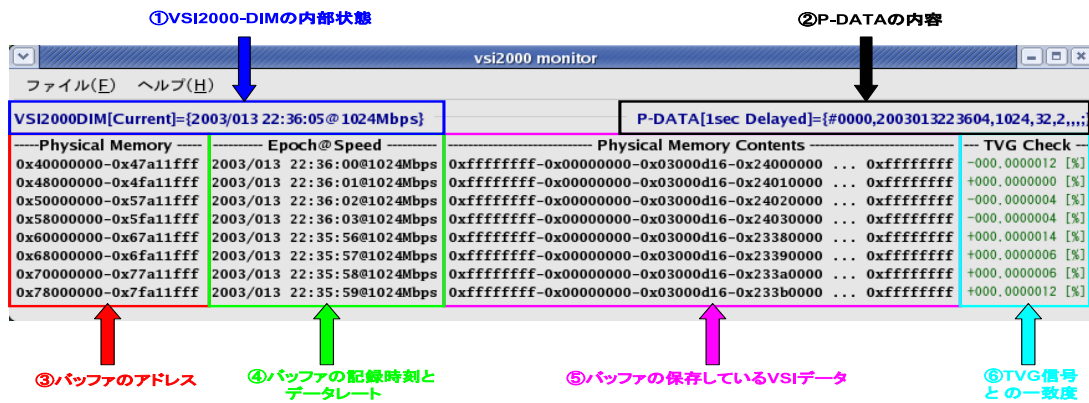 ①VSI2000-DIMの内部状態
②P-DATAの内容
vsi2000 monitor
ファイル(F) ヘルプ(H)
VSI2000DIM[Current]={2003/013 22:36:05@1024Mbps} P-DATA[1sec Delayed]={#0000,2003013223604,1024,32,2,,,;}
-----Physical Memory ----- ---------- Epoch@Speed ---------- ------------------------------ Physical Memory Contents ------------------------------ --- TVG Check ---
0x40000000-0x47a11fff 2003/013 22:36:00@1024Mbps 0xffffffff-0x00000000-0x03000d16-0x24000000 ... 0xffffffff -000.0000012 [%]
0x48000000-0x4fa11fff 2003/013 22:36:01@1024Mbps 0xffffffff-0x00000000-0x03000d16-0x24010000 ... 0xffffffff +000.0000000 [%]
0x50000000-0x57a11fff 2003/013 22:36:02@1024Mbps 0xffffffff-0x00000000-0x03000d16-0x24020000 ... 0xffffffff -000.0000004 [%]
0x58000000-0x5fa11fff 2003/013 22:36:03@1024Mbps 0xffffffff-0x00000000-0x03000d16-0x24030000 ... 0xffffffff -000.0000004 [%]
0x60000000-0x67a11fff 2003/013 22:35:56@1024Mbps 0xffffffff-0x00000000-0x03000d16-0x23380000 ... 0xffffffff +000.0000014 [%]
0x68000000-0x6fa11fff 2003/013 22:35:57@1024Mbps 0xffffffff-0x00000000-0x03000d16-0x23390000 ... 0xffffffff +000.0000006 [%]
0x70000000-0x77a11fff 2003/013 22:35:58@1024Mbps 0xffffffff-0x00000000-0x03000d16-0x233a0000 ... 0xffffffff +000.0000006 [%]
0x78000000-0x7fa11fff 2003/013 22:35:59@1024Mbps 0xffffffff-0x00000000-0x03000d16-0x233b0000 ... 0xffffffff +000.0000012 [%]
③バッファのアドレス
④バッファの記録時刻と
データレート
⑤バッファの保存しているVSIデータ
⑥TVG信号
との一致度